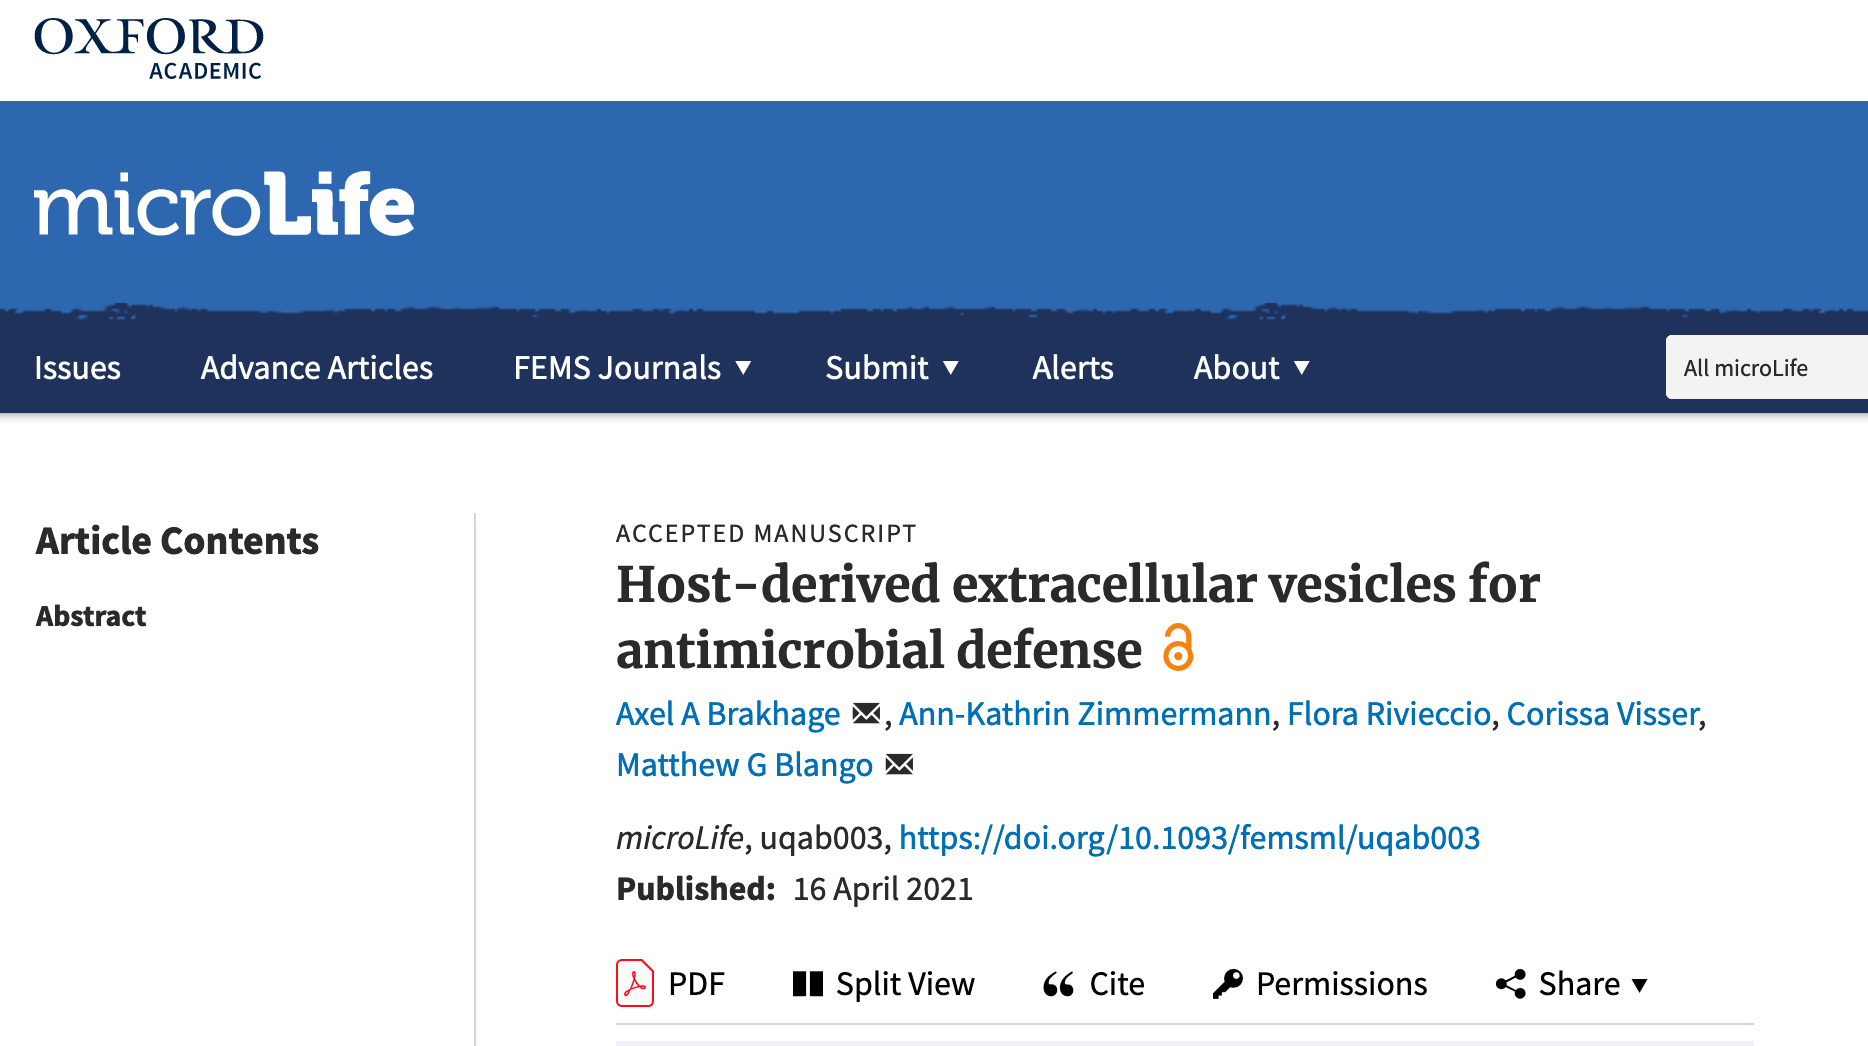 OXFORD
ACADEMIC
microLife
Issues Advance Articles FEMS Journals ▼ Submit ▼ Alerts About ▼ All microLife
Article Contents
Abstract
ACCEPTED MANUSCRIPT
Host-derived extracellular vesicles for
antimicrobial defense
Axel A Brakhage, Ann-Kathrin Zimmermann, Flora Rivieccio, Corissa Visser,
Matthew G Blango
microLife, uqab003, https://doi.org/10.1093/femsml/uqab003
Published: 16 April 2021
PDF Split View Cite Permissions Share ▼